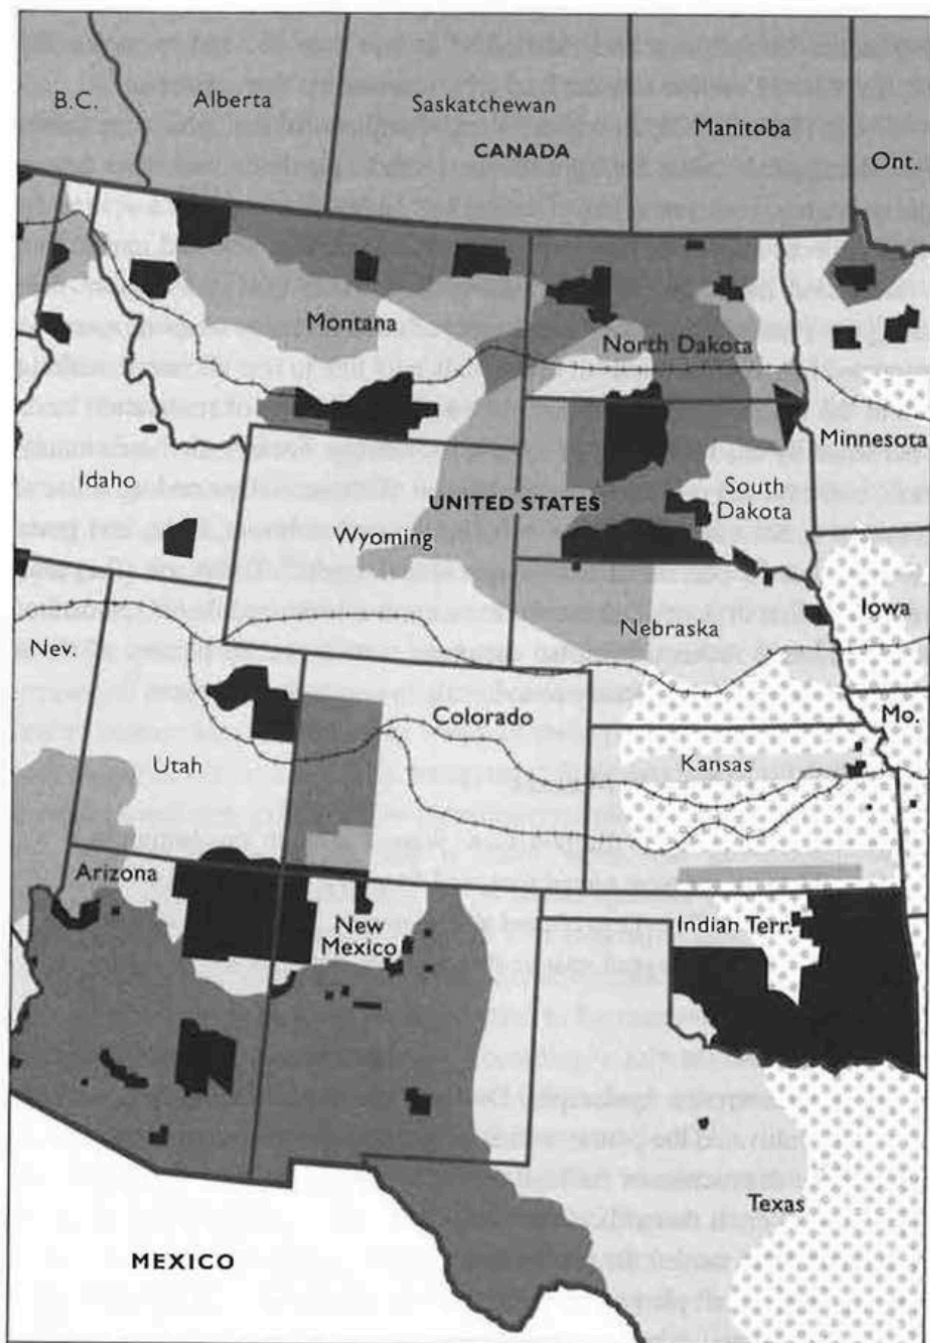 B.C.
Alberta
Saskatchewan
CANADA
Manitoba
Ont.
Montana
North Dakota
Minnesota
Idaho
UNITED STATES
South
Dakota
Wyoming
Iowa
Nebraska
Nev.
Mo.
Colorado
Utah
Kansas
Arizona
New
Mexico
Indian Terr.
Texas
MEXICO